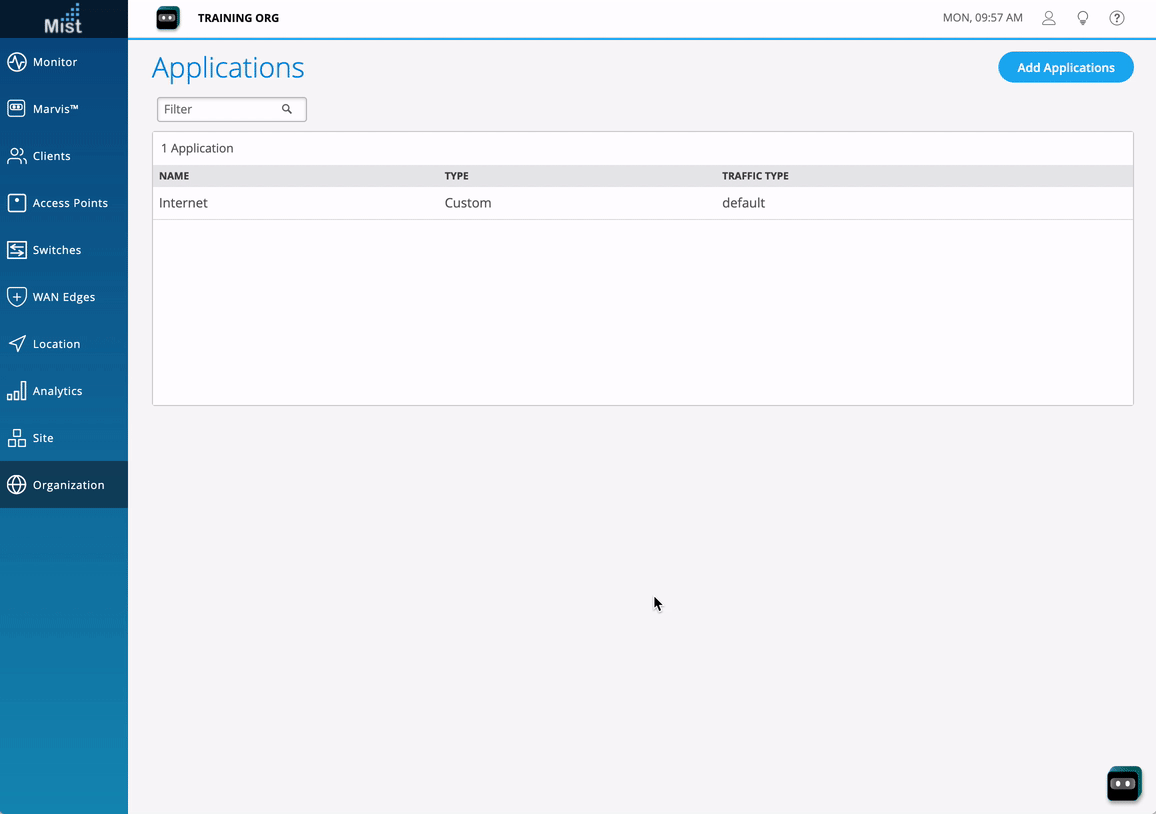 Mist
TRAINING ORG
MON, 09:57 AM
?
Monitor
Marvis™
Clients
Access Points
Switches
WAN Edges
Location
Analytics
Site
Organization
Applications
Add Applications
Filter
1 Application
NAME TYPE TRAFFIC TYPE
Internet Custom default